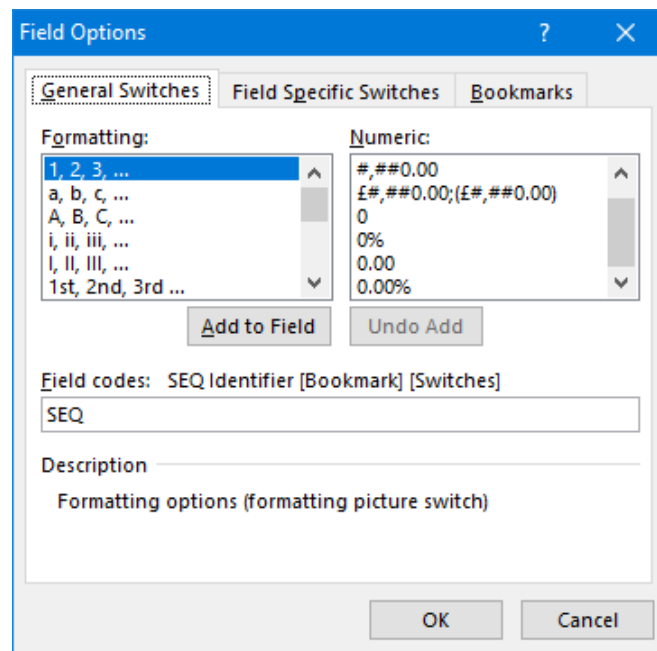 Field Options ? ×
General Switches Field Specific Switches Bookmarks
Formatting: Numeric:
1, 2, 3, ... #,##0.00
a, b, c, ... £#,##0.00;(£#,##0.00)
A, B, C, ... 0
i, ii, iii, ... 0%
I, II, III, ... 0.00
1st, 2nd, 3rd ... 0.00%
Add to Field Undo Add
Field codes: SEQ Identifier [Bookmark] [Switches]
SEQ
Description
Formatting options (formatting picture switch)
OK Cancel